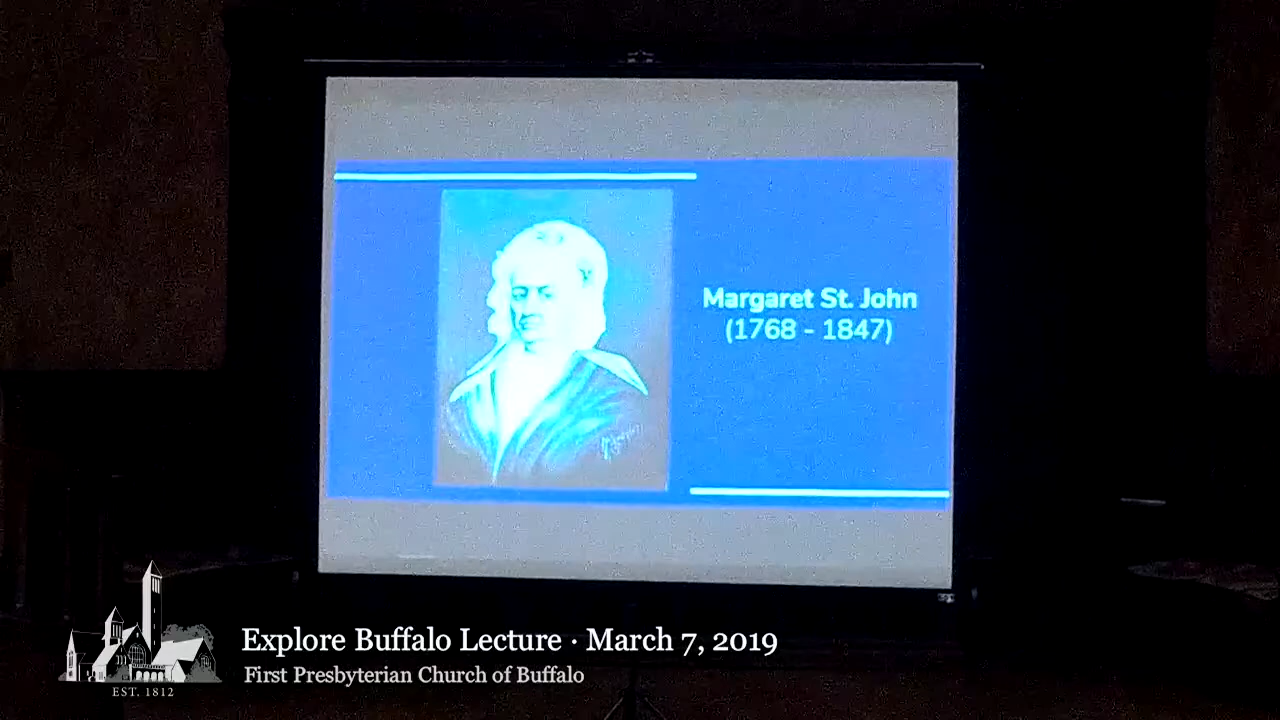 Margaret St. John
(1768 - 1847)
Explore Buffalo Lecture · March 7, 2019
First Presbyterian Church of Buffalo
EST. 1812